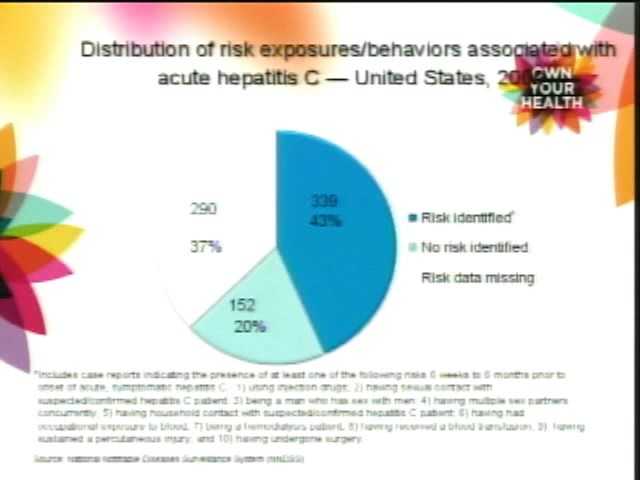 Distribution of risk exposures/behaviors associated with
acute hepatitis C — United States,
OWN
YOUR
HEALTH
339
43%
290
37%
152
20%
Risk identified*
No risk identified
Risk data missing
*Includes case reports indicating the presence of at least one of the following risks 6 weeks to 6 months prior to
onset of acute, symptomatic hepatitis C: 1) using injection drugs; 2) having sexual contact with
suspected/confirmed hepatitis C patient; 3) being a man who has sex with men; 4) having multiple sex partners
concurrently; 5) having household contact with suspected/confirmed hepatitis C patient; 6) having had
occupational exposure to blood; 7) being a hemodialysis patient; 8) having received a blood transfusion; 9) having
sustained a percutaneous injury; and 10) having undergone surgery.
Source: National Notifiable Diseases Surveillance System (NNDSS)